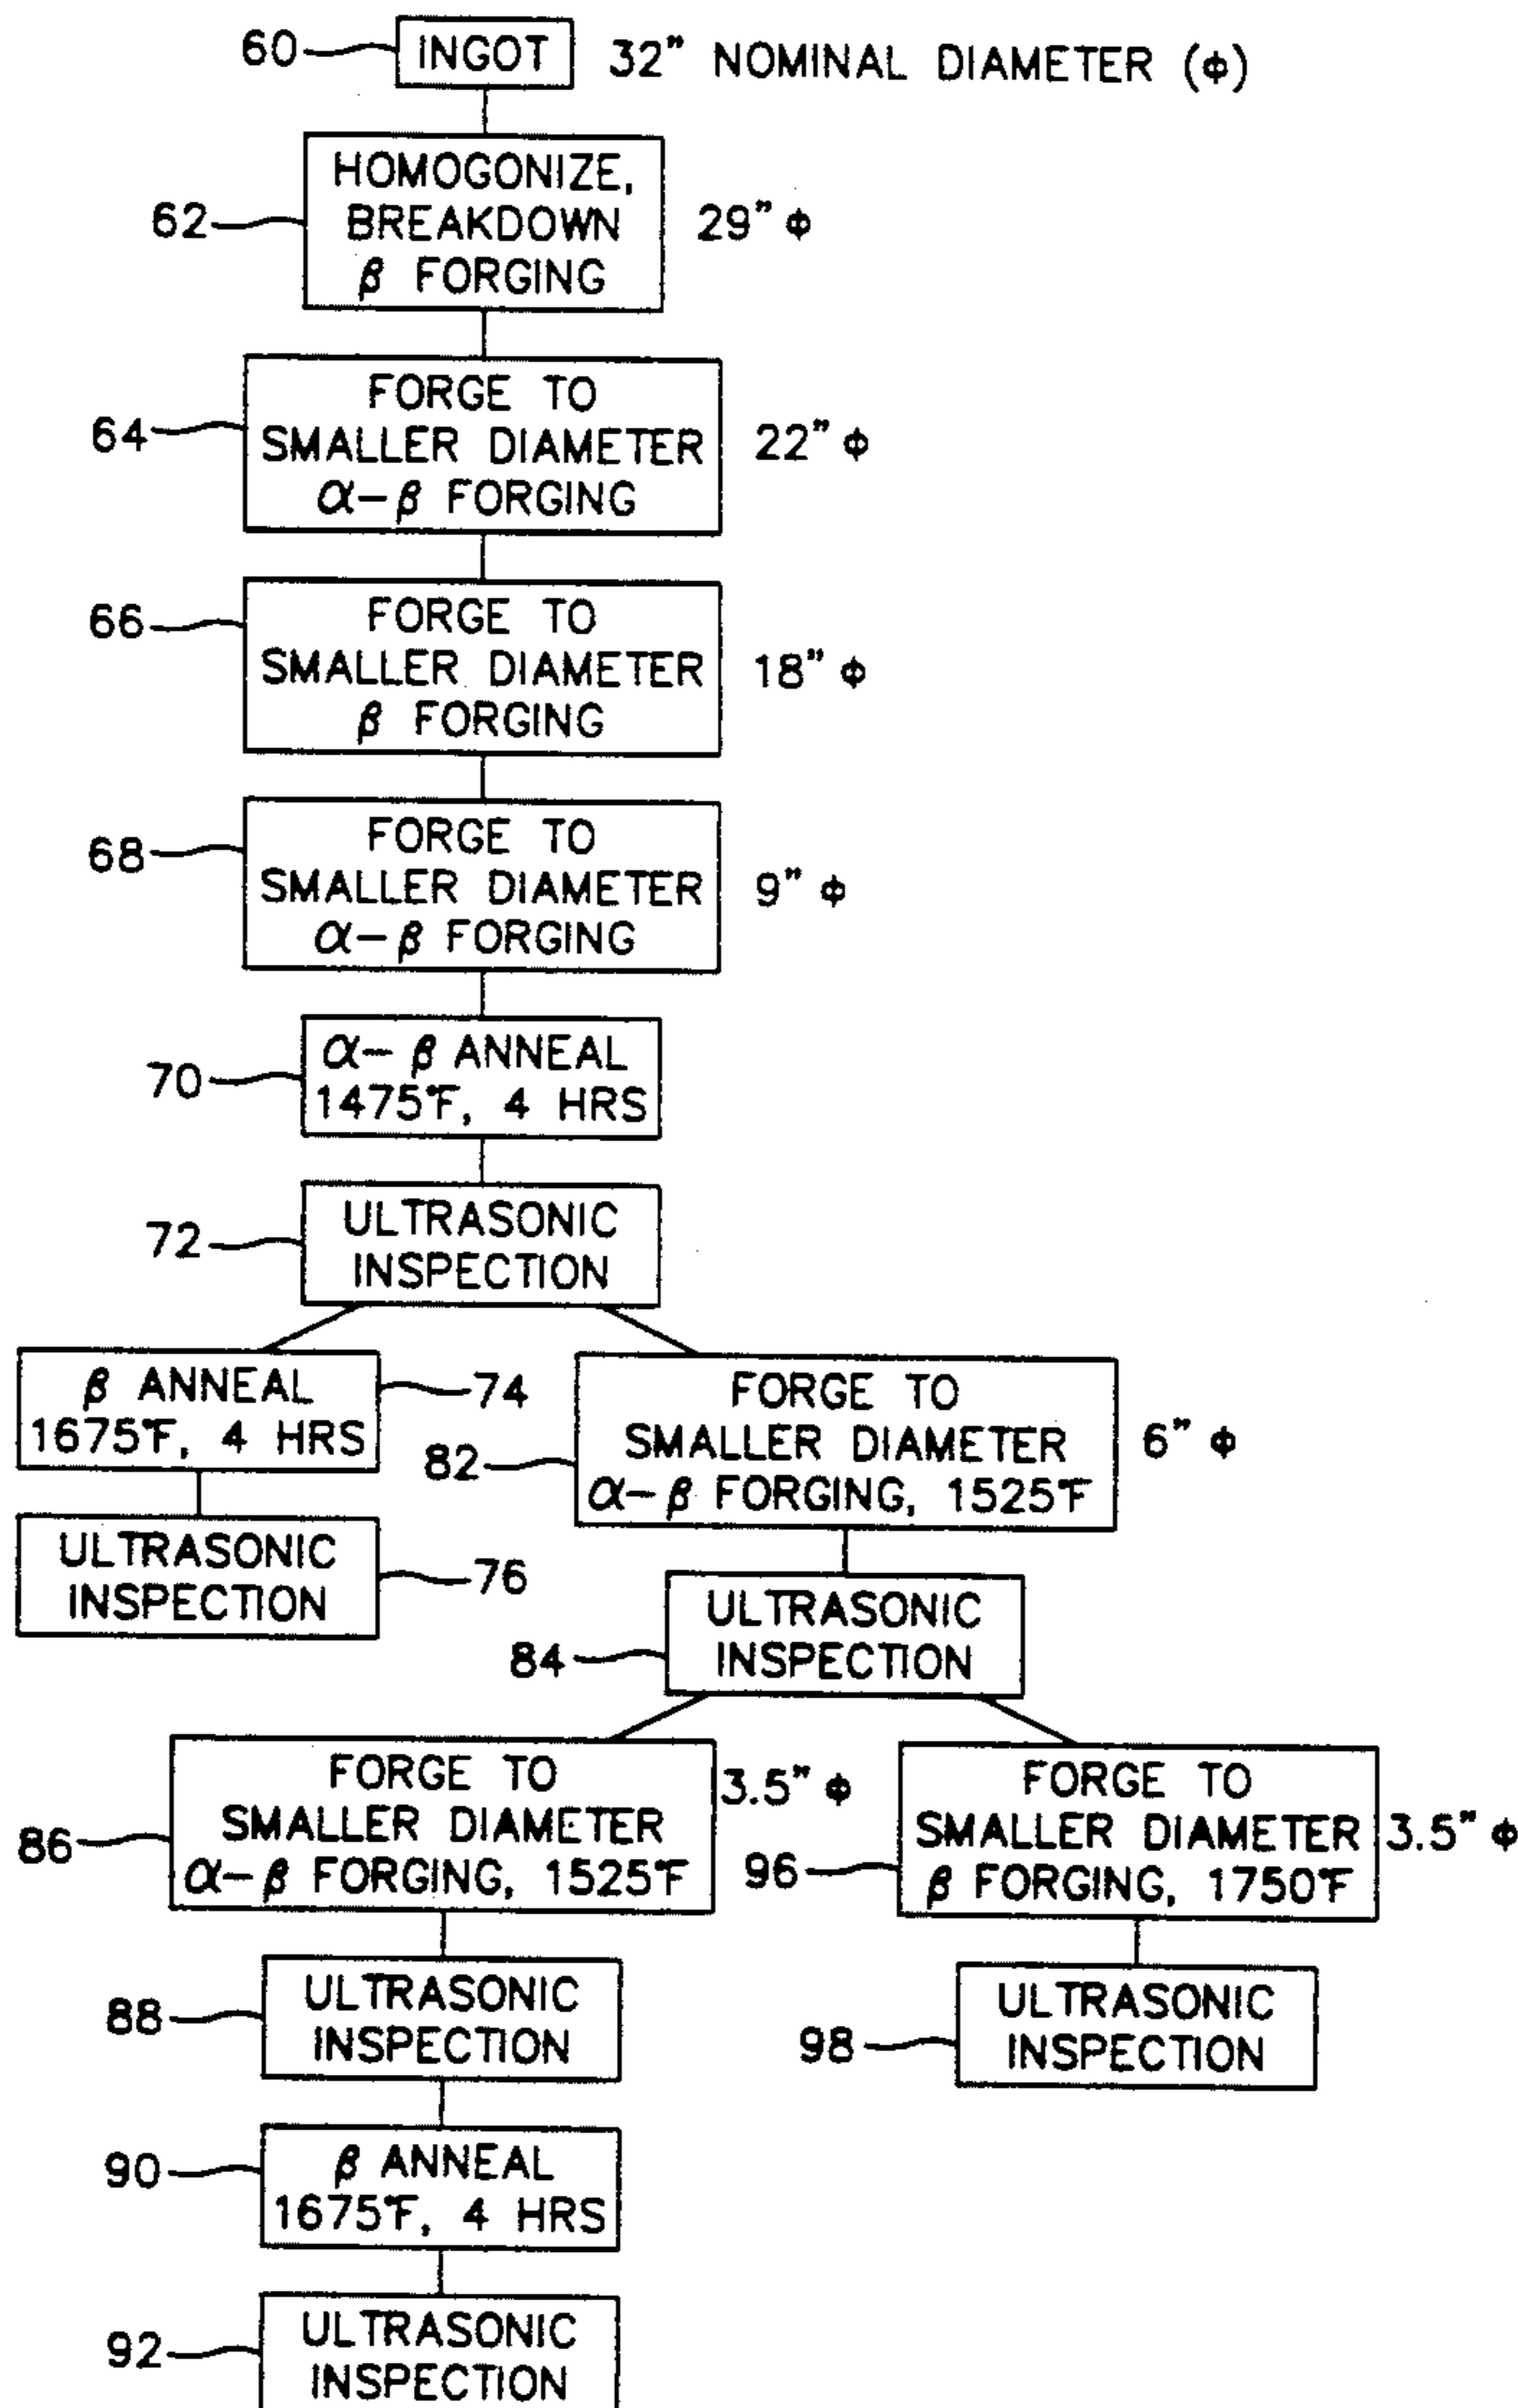 60
INGOT
32" NOMINAL DIAMETER (ϕ)
62
HOMOGONIZE,
BREAKDOWN
β FORGING
29" ϕ
64
FORGE TO
SMALLER DIAMETER
α-β FORGING
22" ϕ
66
FORGE TO
SMALLER DIAMETER
β FORGING
18" ϕ
68
FORGE TO
SMALLER DIAMETER
α-β FORGING
9" ϕ
70
α-β ANNEAL
1475°F, 4 HRS
72
ULTRASONIC
INSPECTION
β ANNEAL
1675°F, 4 HRS
74
ULTRASONIC
INSPECTION
76
82
FORGE TO
SMALLER DIAMETER
α-β FORGING, 1525°F
6" ϕ
84
ULTRASONIC
INSPECTION
86
FORGE TO
SMALLER DIAMETER
α-β FORGING, 1525°F
3.5" ϕ
88
ULTRASONIC
INSPECTION
90
β ANNEAL
1675°F, 4 HRS
92
ULTRASONIC
INSPECTION
96
FORGE TO
SMALLER DIAMETER
β FORGING, 1750°F
3.5" ϕ
98
ULTRASONIC
INSPECTION